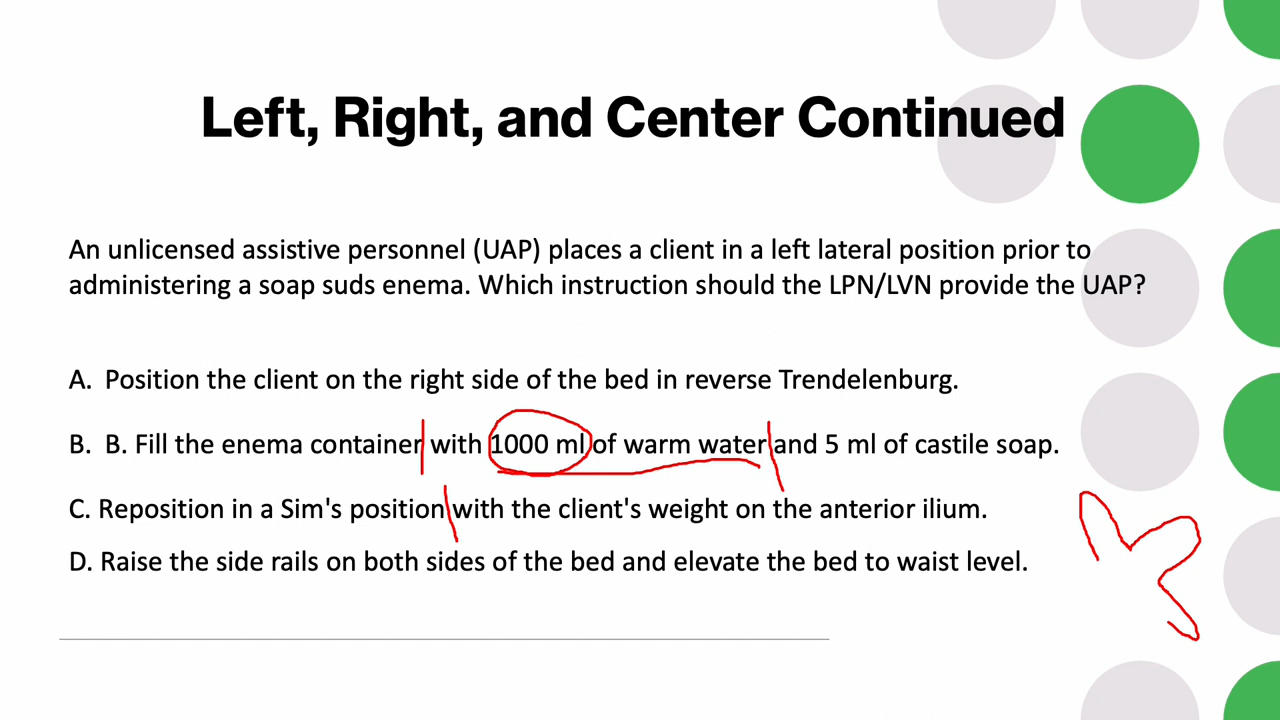 Left, Right, and Center Continued
An unlicensed assistive personnel (UAP) places a client in a left lateral position prior to
administering a soap suds enema. Which instruction should the LPN/LVN provide the UAP?
A. Position the client on the right side of the bed in reverse Trendelenburg.
B. B. Fill the enema container with 1000 ml of warm water and 5 ml of castile soap.
C. Reposition in a Sim's position with the client's weight on the anterior ilium.
D. Raise the side rails on both sides of the bed and elevate the bed to waist level.